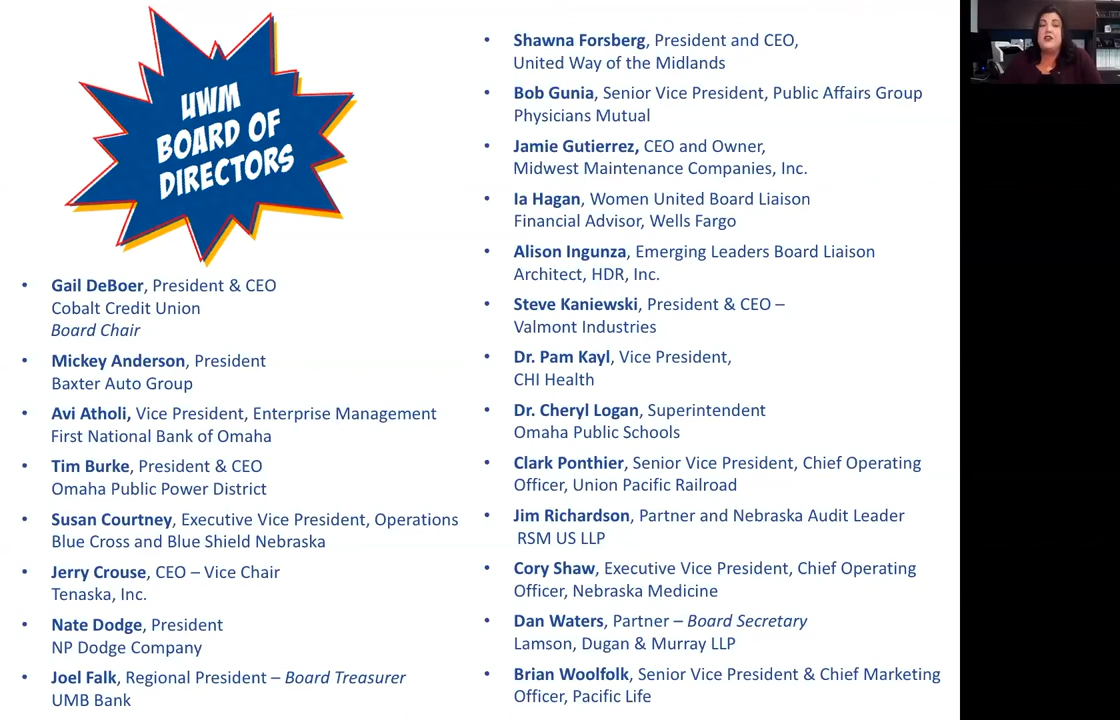 UWM
BOARD OF
DIRECTORS
• Gail DeBoer, President & CEO
Cobalt Credit Union
Board Chair
• Mickey Anderson, President
Baxter Auto Group
• Avi Atholi, Vice President, Enterprise Management
First National Bank of Omaha
• Tim Burke, President & CEO
Omaha Public Power District
• Susan Courtney, Executive Vice President, Operations
Blue Cross and Blue Shield Nebraska
• Jerry Crouse, CEO – Vice Chair
Tenaska, Inc.
• Nate Dodge, President
NP Dodge Company
• Joel Falk, Regional President – Board Treasurer
UMB Bank
• Shawna Forsberg, President and CEO,
United Way of the Midlands
• Bob Gunia, Senior Vice President, Public Affairs Group
Physicians Mutual
• Jamie Gutierrez, CEO and Owner,
Midwest Maintenance Companies, Inc.
• Ia Hagan, Women United Board Liaison
Financial Advisor, Wells Fargo
• Alison Ingunza, Emerging Leaders Board Liaison
Architect, HDR, Inc.
• Steve Kaniewski, President & CEO –
Valmont Industries
• Dr. Pam Kayl, Vice President,
CHI Health
• Dr. Cheryl Logan, Superintendent
Omaha Public Schools
• Clark Ponthier, Senior Vice President, Chief Operating
Officer, Union Pacific Railroad
• Jim Richardson, Partner and Nebraska Audit Leader
RSM US LLP
• Cory Shaw, Executive Vice President, Chief Operating
Officer, Nebraska Medicine
• Dan Waters, Partner – Board Secretary
Lamson, Dugan & Murray LLP
• Brian Woolfolk, Senior Vice President & Chief Marketing
Officer, Pacific Life